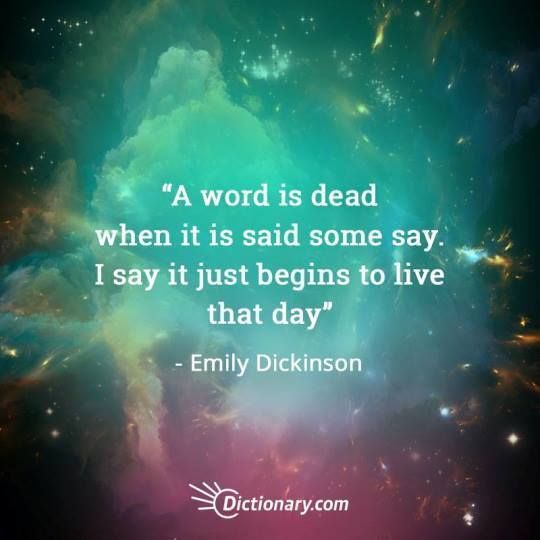 “A word is dead
when it is said some say.
I say it just begins to live
that day”
- Emily Dickinson
Dictionary.com